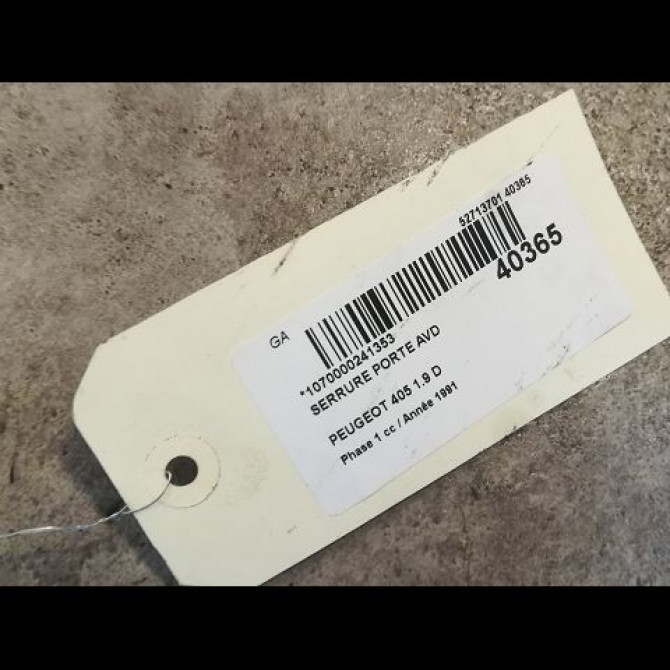 52713701 40365
GA
40365
*1070000241353
SERRURE PORTE AVD
PEUGEOT 405 1.9 D
Phase 1 cc / Année 1991